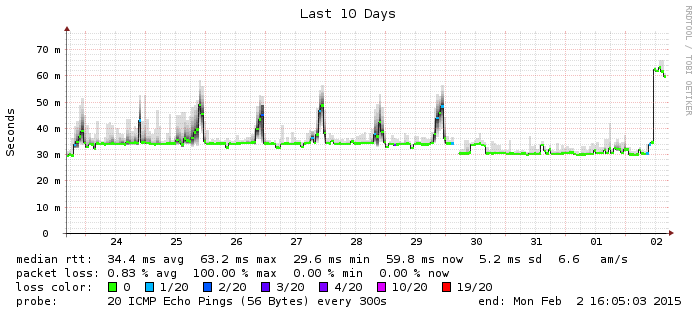 Last 10 Days
RRDTOOL / TOBI OETIKER
Seconds
70 m
60 m
50 m
40 m
30 m
20 m
10 m
0
24 25 26 27 28 29 30 31 01 02
median rtt: 34.4 ms avg 63.2 ms max 29.6 ms min 59.8 ms now 5.2 ms sd 6.6 am/s
packet loss: 0.83 % avg 100.00 % max 0.00 % min 0.00 % now
loss color: 0 1/20 2/20 3/20 4/20 10/20 19/20
probe: 20 ICMP Echo Pings (56 Bytes) every 300s end: Mon Feb 2 16:05:03 2015